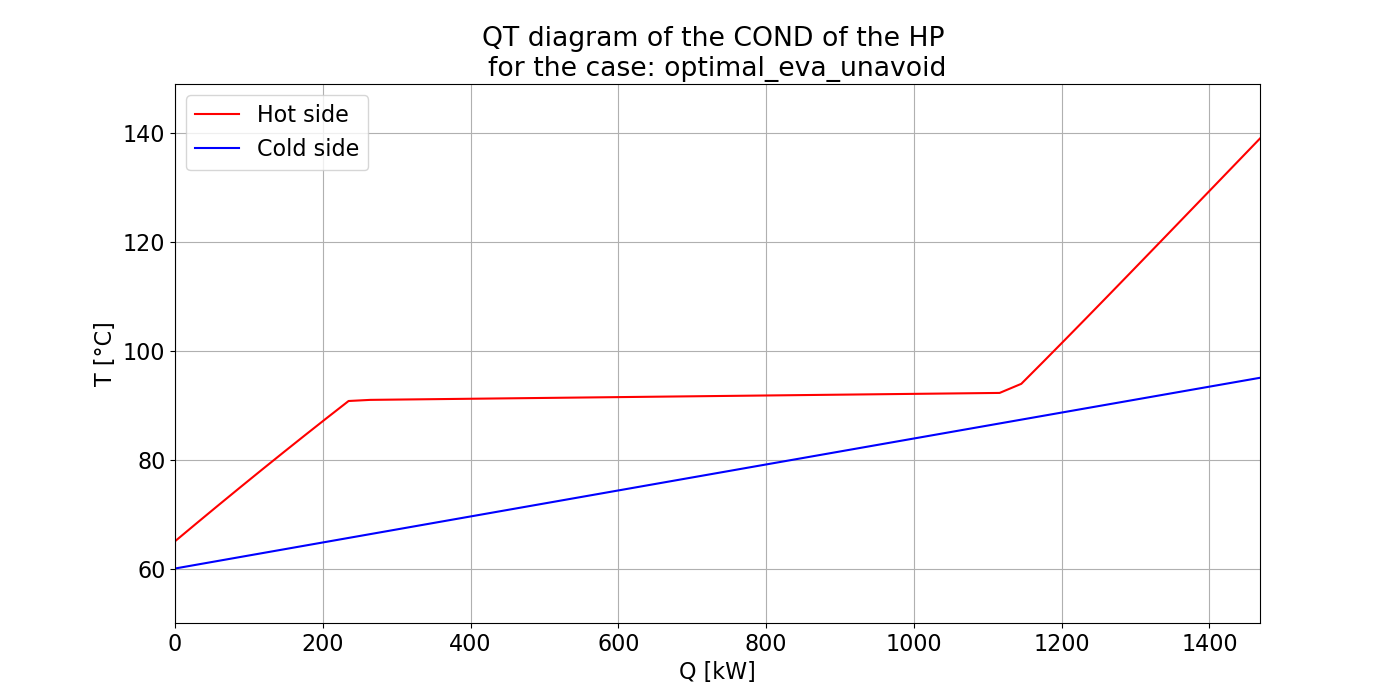 QT diagram of the COND of the HP
for the case: optimal_eva_unavoid
Hot side
Cold side
140
120
100
80
60
T [°C]
0 200 400 600 800 1000 1200 1400
Q [kW]